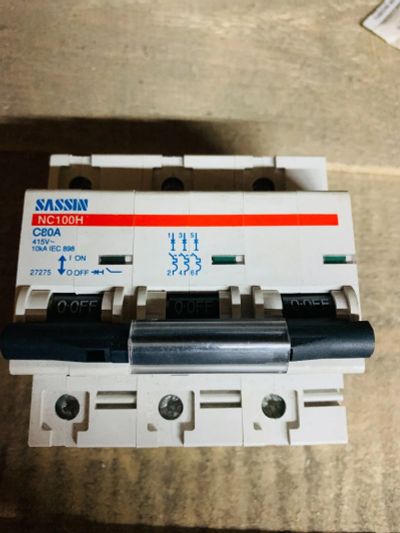 SASSIN
NC100H
C80A
415V~
10kA IEC 898
I ON
27275 O OFF
1 3 5
2 4 6
O·OFF O·OFF O·OFF